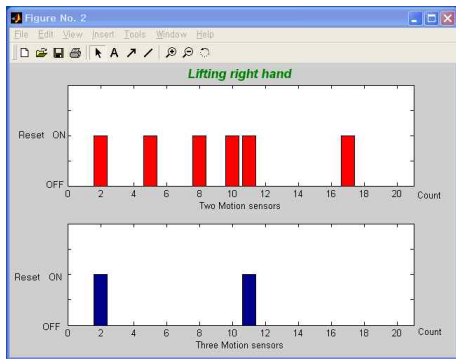 Figure No. 2
File Edit View Insert Tools Window Help
A
Lifting right hand
Reset ON
OFF
0 2 4 6 8 10 12 14 16 18 20 Count
Two Motion sensors
Reset ON
OFF
0 2 4 6 8 10 12 14 16 18 20 Count
Three Motion sensors